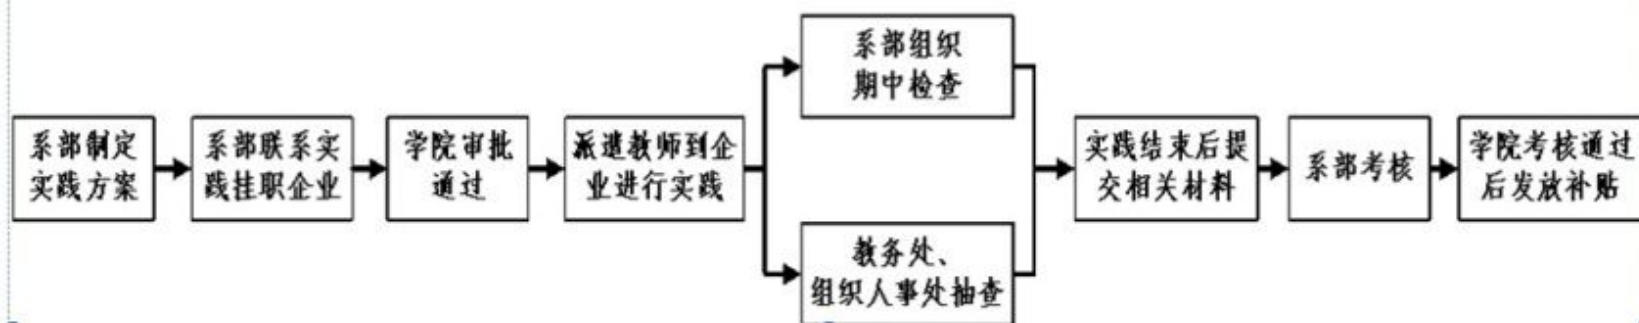 系部制定
实践方案
系部联系实
践挂职企业
学院审批
通过
派遣教师到企
业进行实践
系部组织
期中检查
教务处、
组织人事处抽查
实践结束后提
交相关材料
系部考核
学院考核通过
后发放补贴